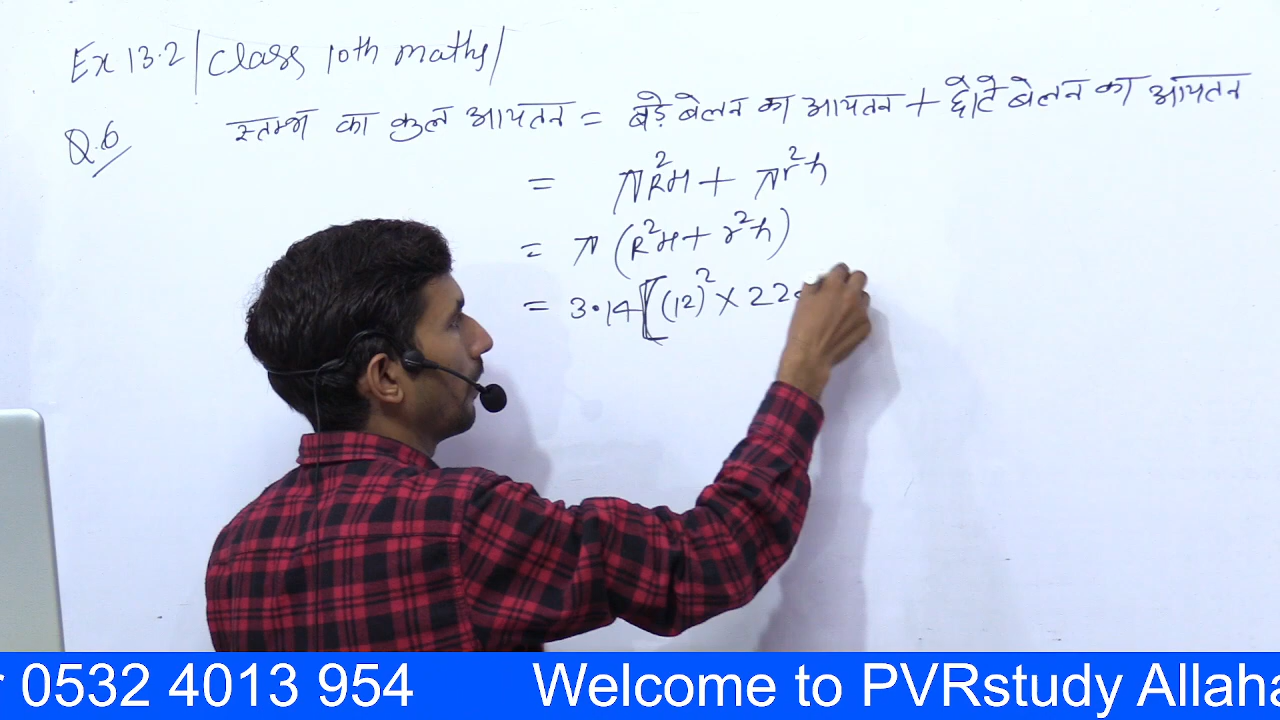 Ex 13.2 | Class 10th maths |
Q.6 स्तम्भ का कुल आयतन = बड़े बेलन का आयतन + छोटे बेलन का आयतन
= πR²H + πr²h
= π (R²H + r²h)
= 3.14 [(12)² × 22
0532 4013 954 Welcome to PVRstudy Allaha